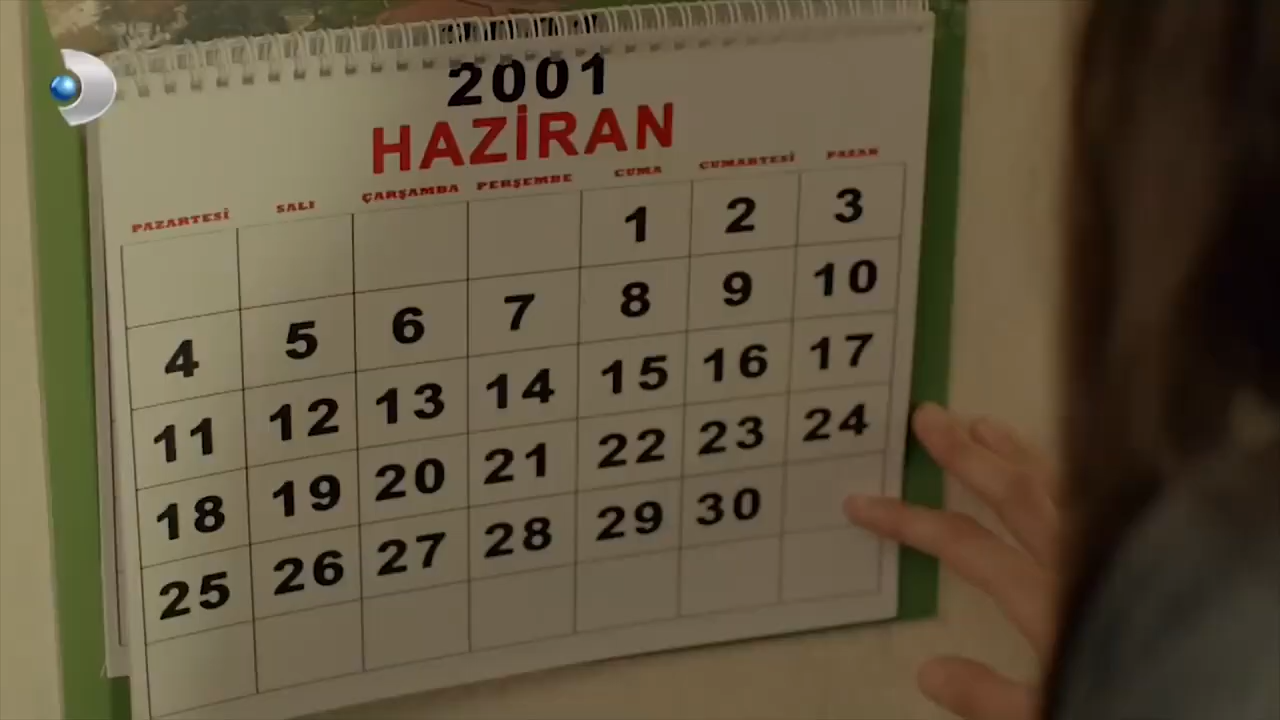 2001
HAZİRAN
PAZARTESİ SALI ÇARŞAMBA PERŞEMBE CUMA CUMARTESİ PAZAR
1 2 3
4 5 6 7 8 9 10
11 12 13 14 15 16 17
18 19 20 21 22 23 24
25 26 27 28 29 30